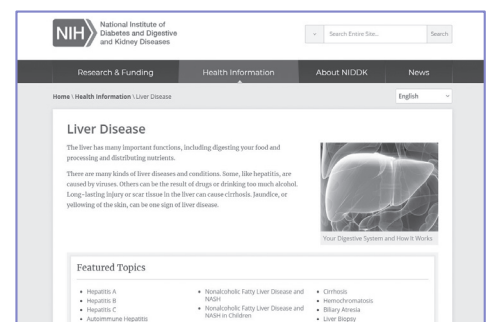 NIH
National Institute of
Diabetes and Digestive
and Kidney Diseases
Search Entire Site...
Search
Research & Funding
Health Information
About NIDDK
News
Home \ Health Information \ Liver Disease
English
Liver Disease
The liver has many important functions, including digesting your food and
processing and distributing nutrients.
There are many kinds of liver diseases and conditions. Some, like hepatitis, are
caused by viruses. Others can be the result of drugs or drinking too much alcohol.
Long-lasting injury or scar tissue in the liver can cause cirrhosis. Jaundice, or
yellowing of the skin, can be one sign of liver disease.
Your Digestive System and How It Works
Featured Topics
• Hepatitis A
• Hepatitis B
• Hepatitis C
• Autoimmune Hepatitis
• Nonalcoholic Fatty Liver Disease and
NASH
• Nonalcoholic Fatty Liver Disease and
NASH in Children
• Cirrhosis
• Hemochromatosis
• Biliary Atresia
• Liver Biopsy